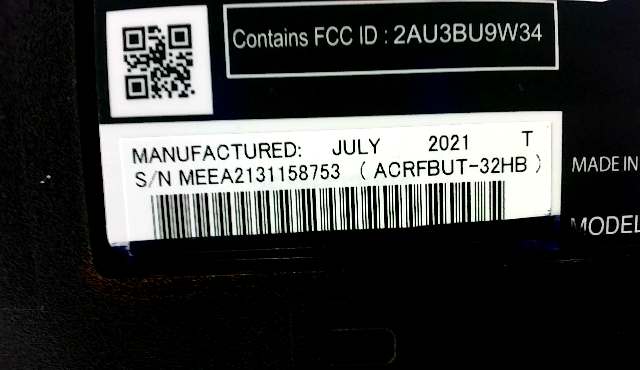 Contains FCC ID : 2AU3BU9W34
MANUFACTURED: JULY 2021 T
S/N MEEA2131158753 ( ACRFBUT-32HB )
MADE IN
MODEL